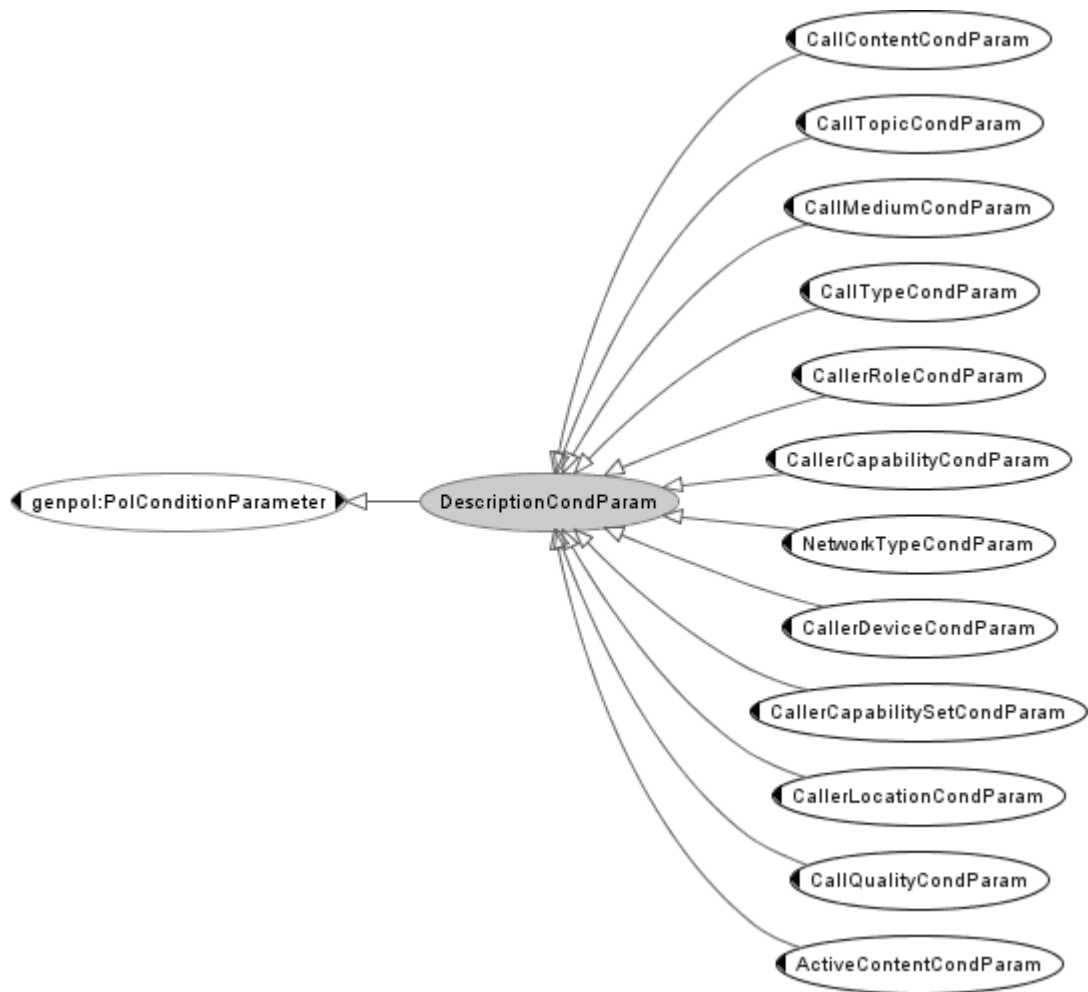 CallContentCondParam
CallTopicCondParam
CallMediumCondParam
CallTypeCondParam
CallerRoleCondParam
CallerCapabilityCondParam
genpol:PolConditionParameter
DescriptionCondParam
NetworkTypeCondParam
CallerDeviceCondParam
CallerCapabilitySetCondParam
CallerLocationCondParam
CallQualityCondParam
ActiveContentCondParam